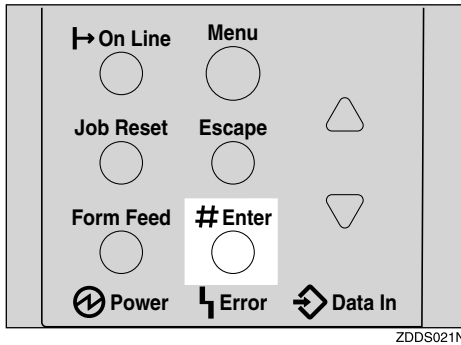 On Line Menu
Job Reset Escape
Form Feed # Enter
Power Error Data In
ZDDS021N